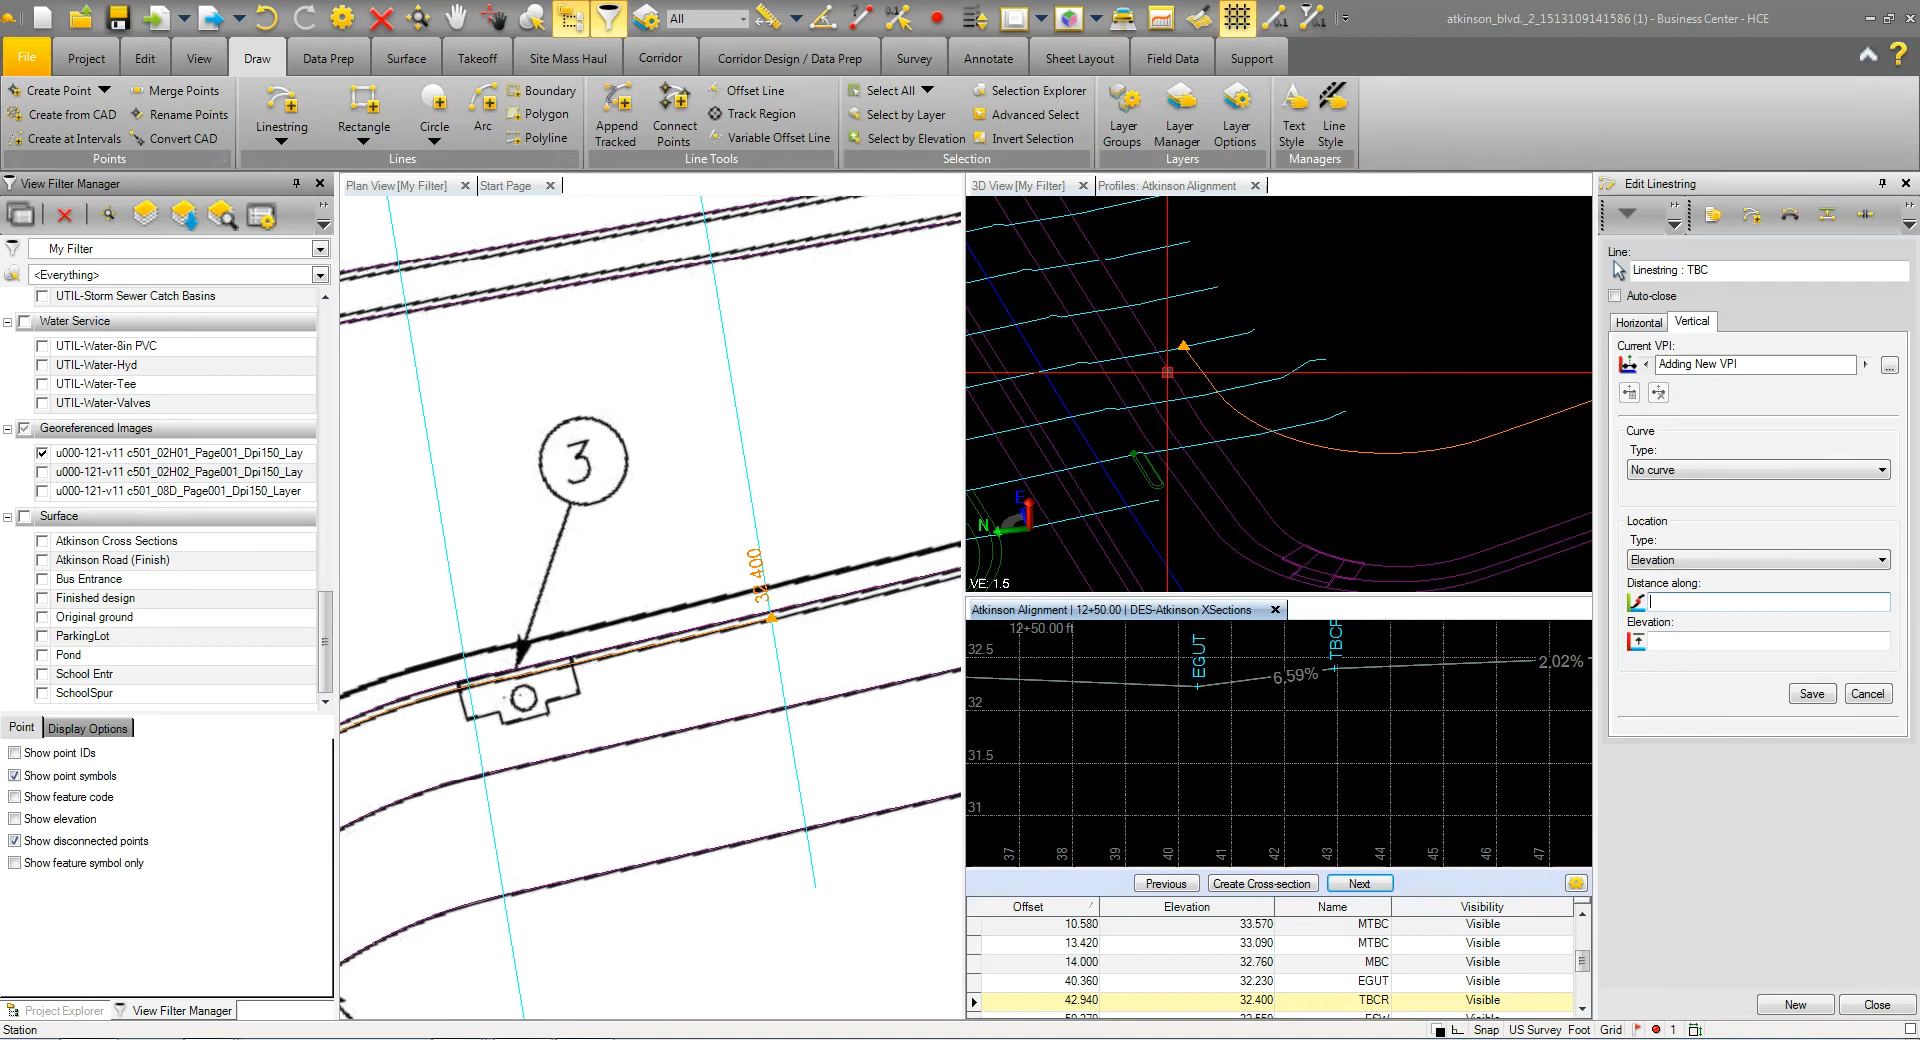 All
atkinson_blvd._2_1513109141586 (1) - Business Center - HCE
File
Project
Edit
View
Draw
Data Prep
Surface
Takeoff
Site Mass Haul
Corridor
Corridor Design / Data Prep
Survey
Annotate
Sheet Layout
Field Data
Support
Create Point
Create from CAD
Create at Intervals
Merge Points
Rename Points
Convert CAD
Points
Linestring
Rectangle
Circle
Arc
Boundary
Polygon
Polyline
Lines
Append Tracked
Connect Points
Offset Line
Track Region
Variable Offset Line
Line Tools
Select All
Select by Layer
Select by Elevation
Selection Explorer
Advanced Select
Invert Selection
Selection
Layer Groups
Layer Manager
Layer Options
Layers
Text Style
Line Style
Managers
View Filter Manager
My Filter
<Everything>
UTIL-Storm Sewer Catch Basins
Water Service
UTIL-Water-8in PVC
UTIL-Water-Hyd
UTIL-Water-Tee
UTIL-Water-Valves
Georeferenced Images
u000-121-v11 c501_02H01_Page001_Dpi150_Lay
u000-121-v11 c501_02H02_Page001_Dpi150_Lay
u000-121-v11 c501_08D_Page001_Dpi150_Layer
Surface
Atkinson Cross Sections
Atkinson Road (Finish)
Bus Entrance
Finished design
Original ground
ParkingLot
Pond
School Entr
SchoolSpur
Point
Display Options
Show point IDs
Show point symbols
Show feature code
Show elevation
Show disconnected points
Show feature symbol only
Project Explorer
View Filter Manager
Station
Plan View[My Filter]
Start Page
3
32.400
3D View[My Filter]
Profiles: Atkinson Alignment
E
N
VE: 1.5
Atkinson Alignment | 12+50.00 | DES-Atkinson XSections
12+50.00 ft
32.5
32
31.5
31
EGUT
TBCR
6.59%
2.02%
37 38 39 40 41 42 43 44 45 46 47
Previous
Create Cross-section
Next
Offset Elevation Name Visibility
10.580 33.570 MTBC Visible
13.420 33.090 MTBC Visible
14.000 32.760 MBC Visible
40.360 32.230 EGUT Visible
42.940 32.400 TBCR Visible
Edit Linestring
Line:
Linestring : TBC
Auto-close
Horizontal
Vertical
Current VPI:
Adding New VPI
...
Curve
Type:
No curve
Location
Type:
Elevation
Distance along:
Elevation:
Save
Cancel
New
Close
Snap
US Survey Foot
Grid
1